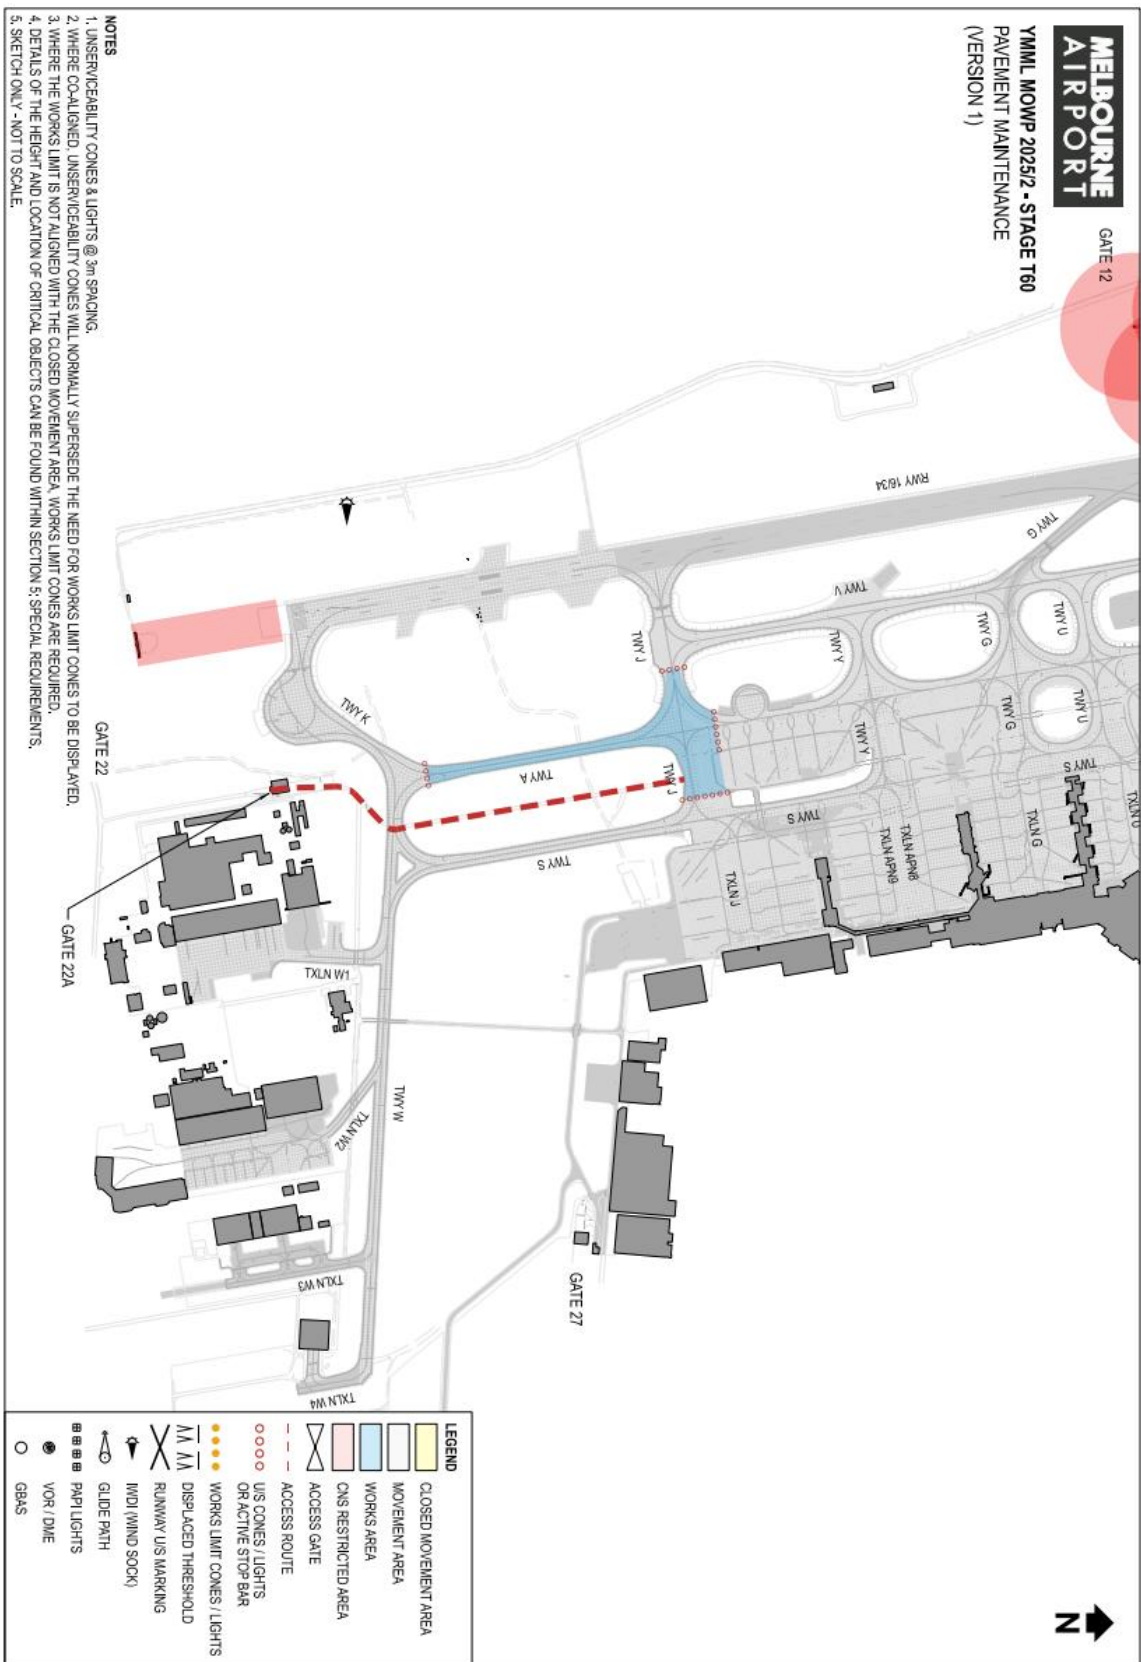 MELBOURNE
AIRPORT
YMML MOWP 2025/2 - STAGE T60
PAVEMENT MAINTENANCE
(VERSION 1)
GATE 12
RWY 16/34
TWY G
TWY V
TWY U
TWY G
TWY Y
TWY J
TWY U
TWY G
TWY Y
TWY K
TWY S
TWY A
TWY J
TWY S
TWY S
TXLN G
TXLN APN8
TXLN APN9
TXLN J
GATE 22
GATE 22A
TXLN W1
TWY W
TXLN W2
TXLN W3
TXLN W4
GATE 27
N
NOTES
1. UNSERVICEABILITY CONES & LIGHTS @ 3m SPACING.
2. WHERE CO-ALIGNED, UNSERVICEABILITY CONES WILL NORMALLY SUPERSEDE THE NEED FOR WORKS LIMIT CONES TO BE DISPLAYED.
3. WHERE THE WORKS LIMIT IS NOT ALIGNED WITH THE CLOSED MOVEMENT AREA, WORKS LIMIT CONES ARE REQUIRED.
4. DETAILS OF THE HEIGHT AND LOCATION OF CRITICAL OBJECTS CAN BE FOUND WITHIN SECTION 5; SPECIAL REQUIREMENTS.
5. SKETCH ONLY - NOT TO SCALE.
LEGEND
CLOSED MOVEMENT AREA
MOVEMENT AREA
WORKS AREA
CNS RESTRICTED AREA
ACCESS GATE
ACCESS ROUTE
U/S CONES / LIGHTS
OR ACTIVE STOP BAR
WORKS LIMIT CONES / LIGHTS
DISPLACED THRESHOLD
RUNWAY U/S MARKING
IWDI (WIND SOCK)
GLIDE PATH
PAPI LIGHTS
VOR / DME
GBAS